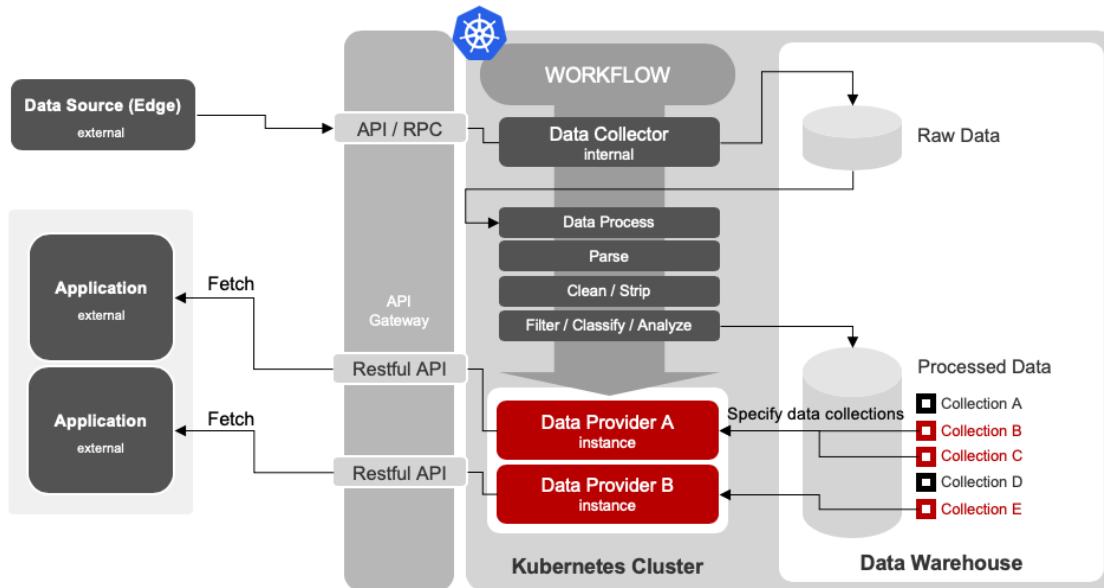 WORKFLOW
Data Source (Edge)
external
API / RPC
Data Collector
internal
Raw Data
Data Process
Parse
Clean / Strip
Filter / Classify / Analyze
API
Gateway
Application
external
Fetch
Restful API
Application
external
Fetch
Restful API
Data Provider A
instance
Data Provider B
instance
Specify data collections
Processed Data
Collection A
Collection B
Collection C
Collection D
Collection E
Kubernetes Cluster
Data Warehouse